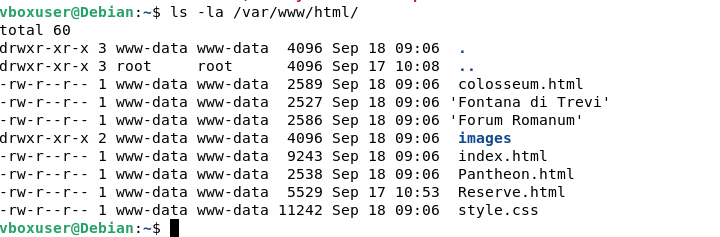 vboxuser@Debian:~$ ls -la /var/www/html/
total 60
drwxr-xr-x 3 www-data www-data  4096 Sep 18 09:06  .
drwxr-xr-x 3 root     root      4096 Sep 17 10:08  ..
-rw-r--r-- 1 www-data www-data  2589 Sep 18 09:06  colosseum.html
-rw-r--r-- 1 www-data www-data  2527 Sep 18 09:06 'Fontana di Trevi'
-rw-r--r-- 1 www-data www-data  2586 Sep 18 09:06 'Forum Romanum'
drwxr-xr-x 2 www-data www-data  4096 Sep 18 09:06  images
-rw-r--r-- 1 www-data www-data  9243 Sep 18 09:06  index.html
-rw-r--r-- 1 www-data www-data  2538 Sep 18 09:06  Pantheon.html
-rw-r--r-- 1 www-data www-data  5529 Sep 17 10:53  Reserve.html
-rw-r--r-- 1 www-data www-data 11242 Sep 18 09:06  style.css
vboxuser@Debian:~$